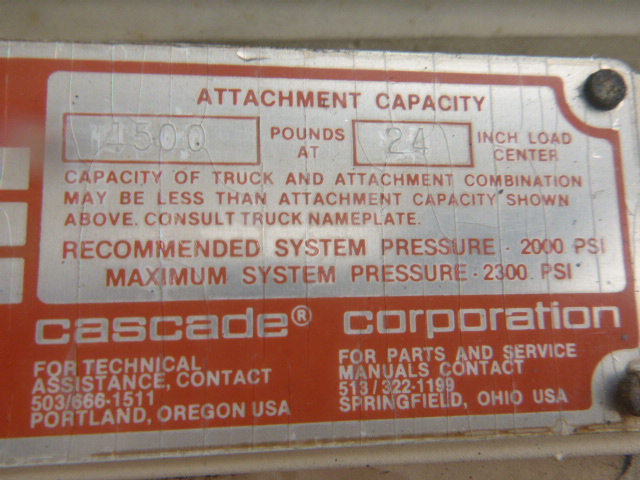 ATTACHMENT CAPACITY
4500 POUNDS AT 24 INCH LOAD CENTER
CAPACITY OF TRUCK AND ATTACHMENT COMBINATION
MAY BE LESS THAN ATTACHMENT CAPACITY SHOWN
ABOVE. CONSULT TRUCK NAMEPLATE.
RECOMMENDED SYSTEM PRESSURE - 2000 PSI
MAXIMUM SYSTEM PRESSURE - 2300 PSI
cascade® corporation
FOR TECHNICAL
ASSISTANCE, CONTACT
503/666-1511
PORTLAND, OREGON USA
FOR PARTS AND SERVICE
MANUALS CONTACT
513/322-1199
SPRINGFIELD, OHIO USA